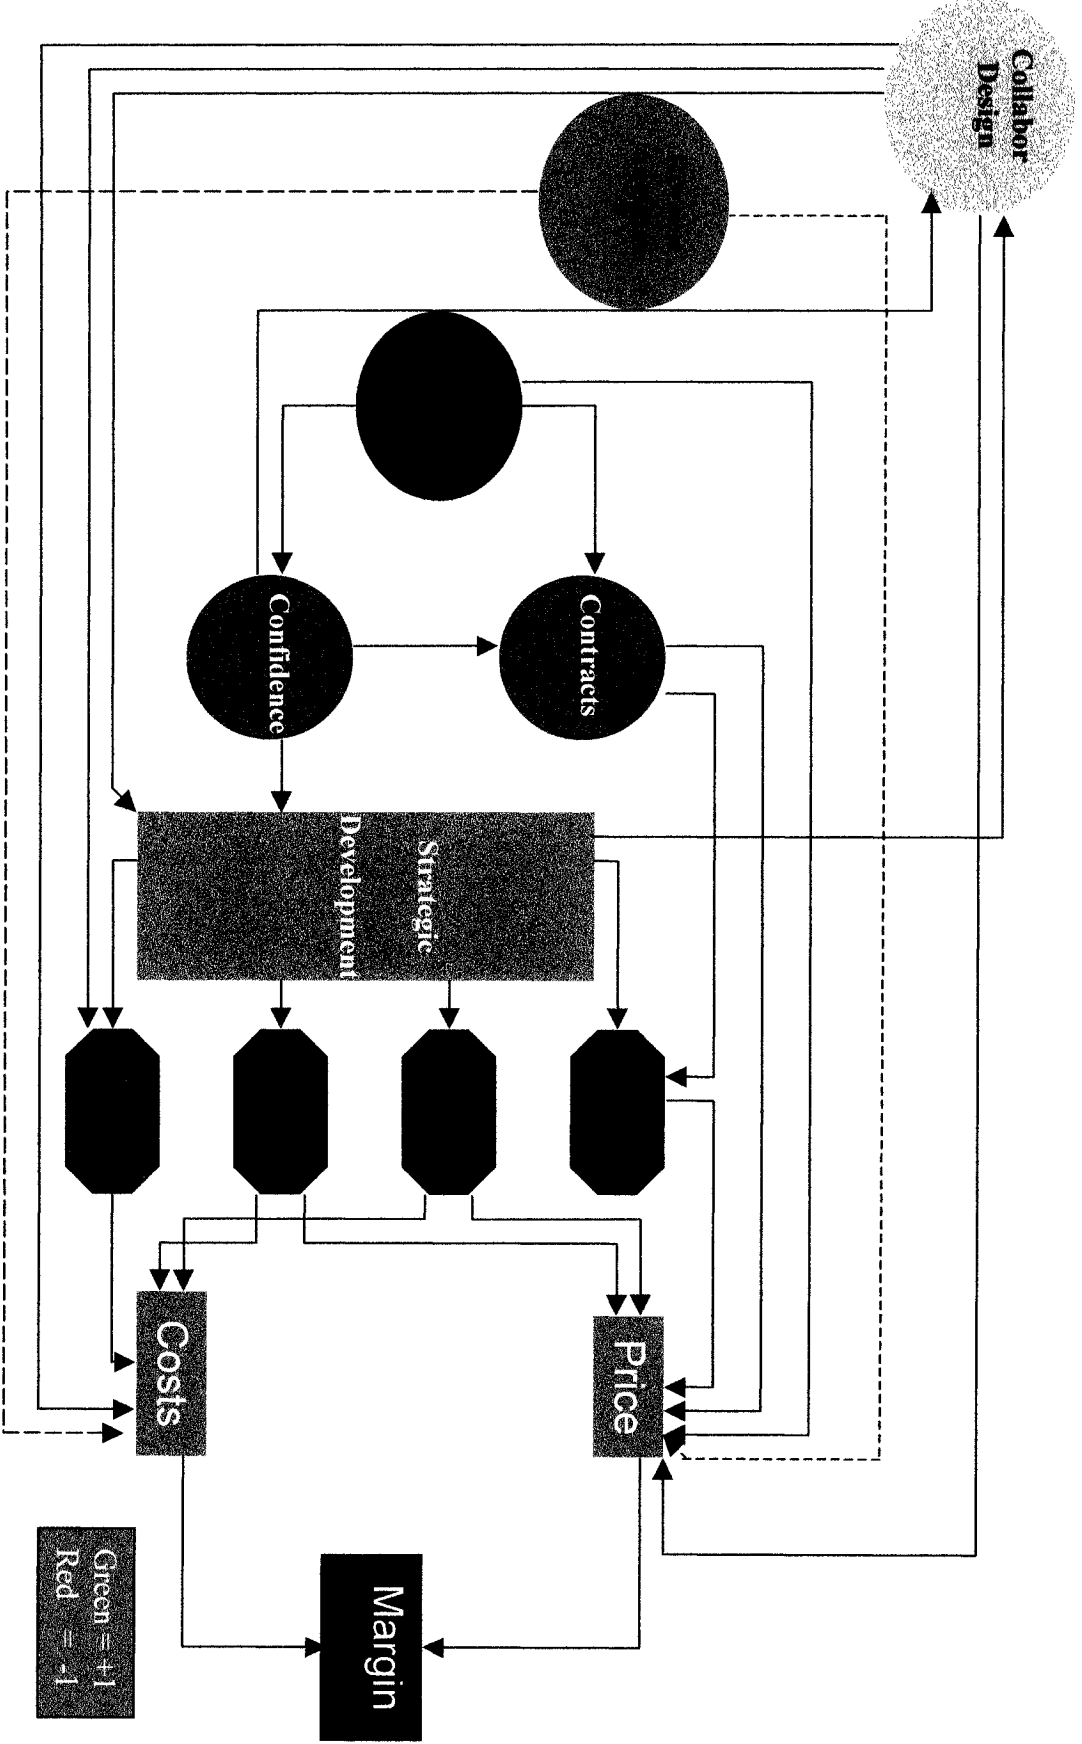 Collabor
Design
Contracts
Confidence
Strategic
Development
Price
Costs
Margin
Green = +1
Red = -1